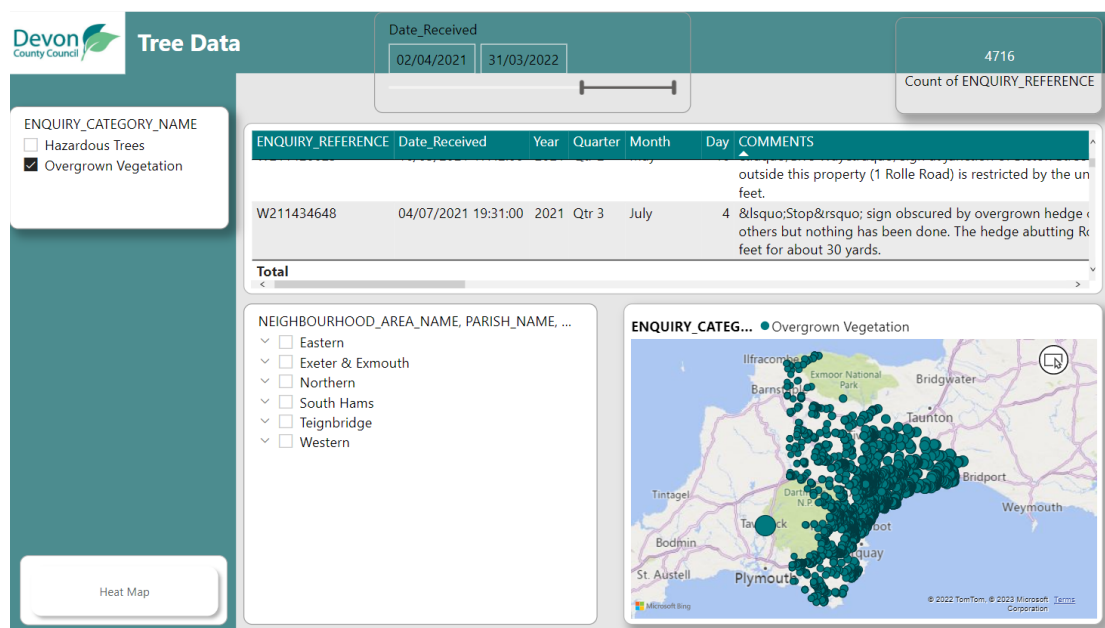 Devon
County Council
Tree Data
Date_Received
02/04/2021 31/03/2022
4716
Count of ENQUIRY_REFERENCE
ENQUIRY_CATEGORY_NAME
Hazardous Trees
Overgrown Vegetation
ENQUIRY_REFERENCE Date_Received Year Quarter Month Day COMMENTS
outside this property (1 Rolle Road) is restricted by the un
feet.
W211434648 04/07/2021 19:31:00 2021 Qtr 3 July 4 &lsquo;Stop&rsquo; sign obscured by overgrown hedge
others but nothing has been done. The hedge abutting
feet for about 30 yards.
Total
NEIGHBOURHOOD_AREA_NAME, PARISH_NAME, ...
Eastern
Exeter & Exmouth
Northern
South Hams
Teignbridge
Western
ENQUIRY_CATEG... Overgrown Vegetation
Ilfracombe
Exmoor National
Park
Bridgwater
Barnst
Taunton
Bridport
Tintagel
Dart
N.P.
Weymouth
Bodmin
St. Austell
Plymouth
Microsoft Bing
© 2022 TomTom, © 2023 Microsoft Terms
Corporation
Heat Map